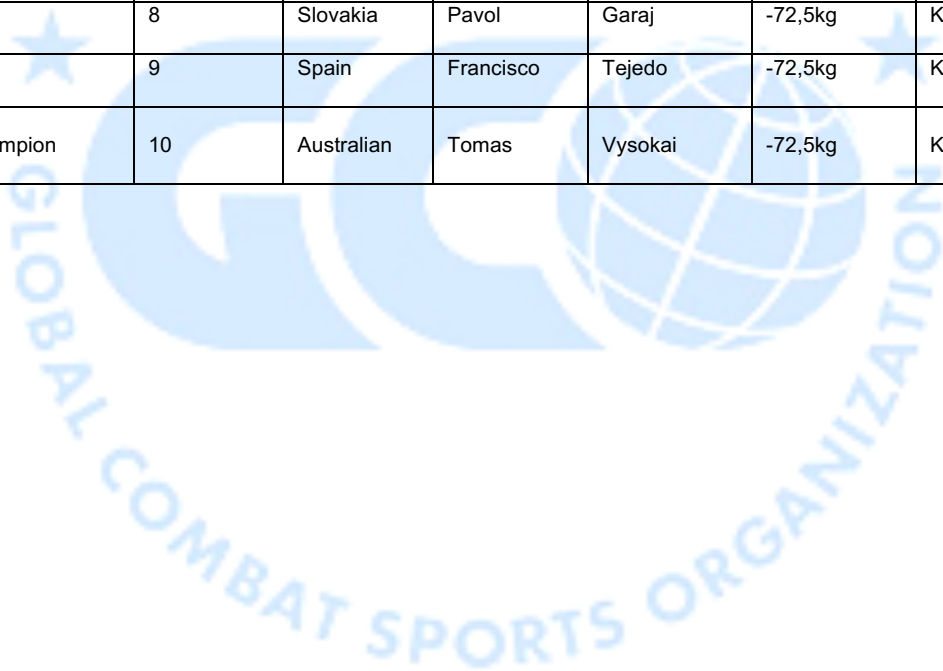 8 Slovakia Pavol Garaj -72,5kg K
9 Spain Francisco Tejedo -72,5kg K
mpion 10 Australian Tomas Vysokai -72,5kg K
GCO
GLOBAL COMBAT SPORTS ORGANIZATION